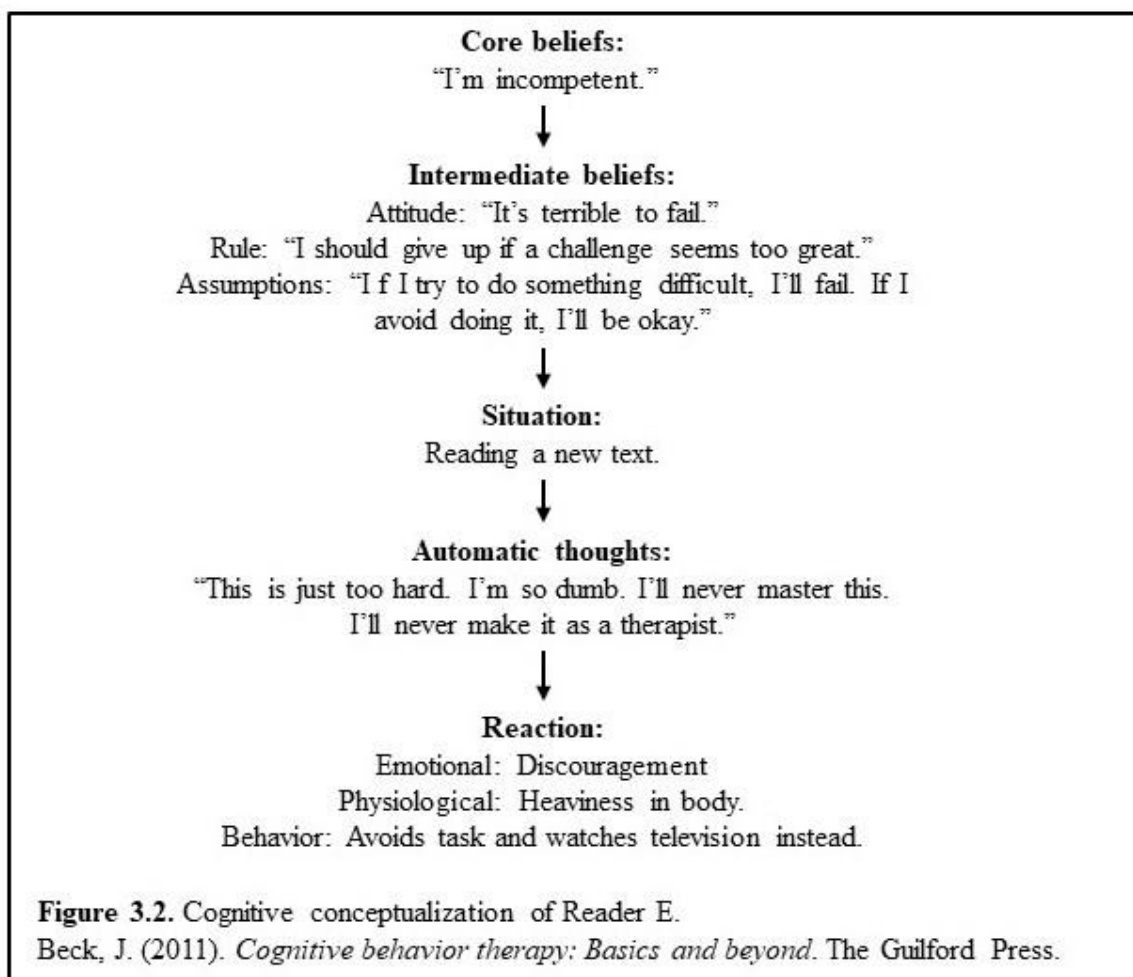 Core beliefs:
“I’m incompetent.”
Intermediate beliefs:
Attitude: “It’s terrible to fail.”
Rule: “I should give up if a challenge seems too great.”
Assumptions: “I f I try to do something difficult, I’ll fail. If I
avoid doing it, I’ll be okay.”
Situation:
Reading a new text.
Automatic thoughts:
“This is just too hard. I’m so dumb. I’ll never master this.
I’ll never make it as a therapist.”
Reaction:
Emotional: Discouragement
Physiological: Heaviness in body.
Behavior: Avoids task and watches television instead.
Figure 3.2. Cognitive conceptualization of Reader E.
Beck, J. (2011). Cognitive behavior therapy: Basics and beyond. The Guilford Press.